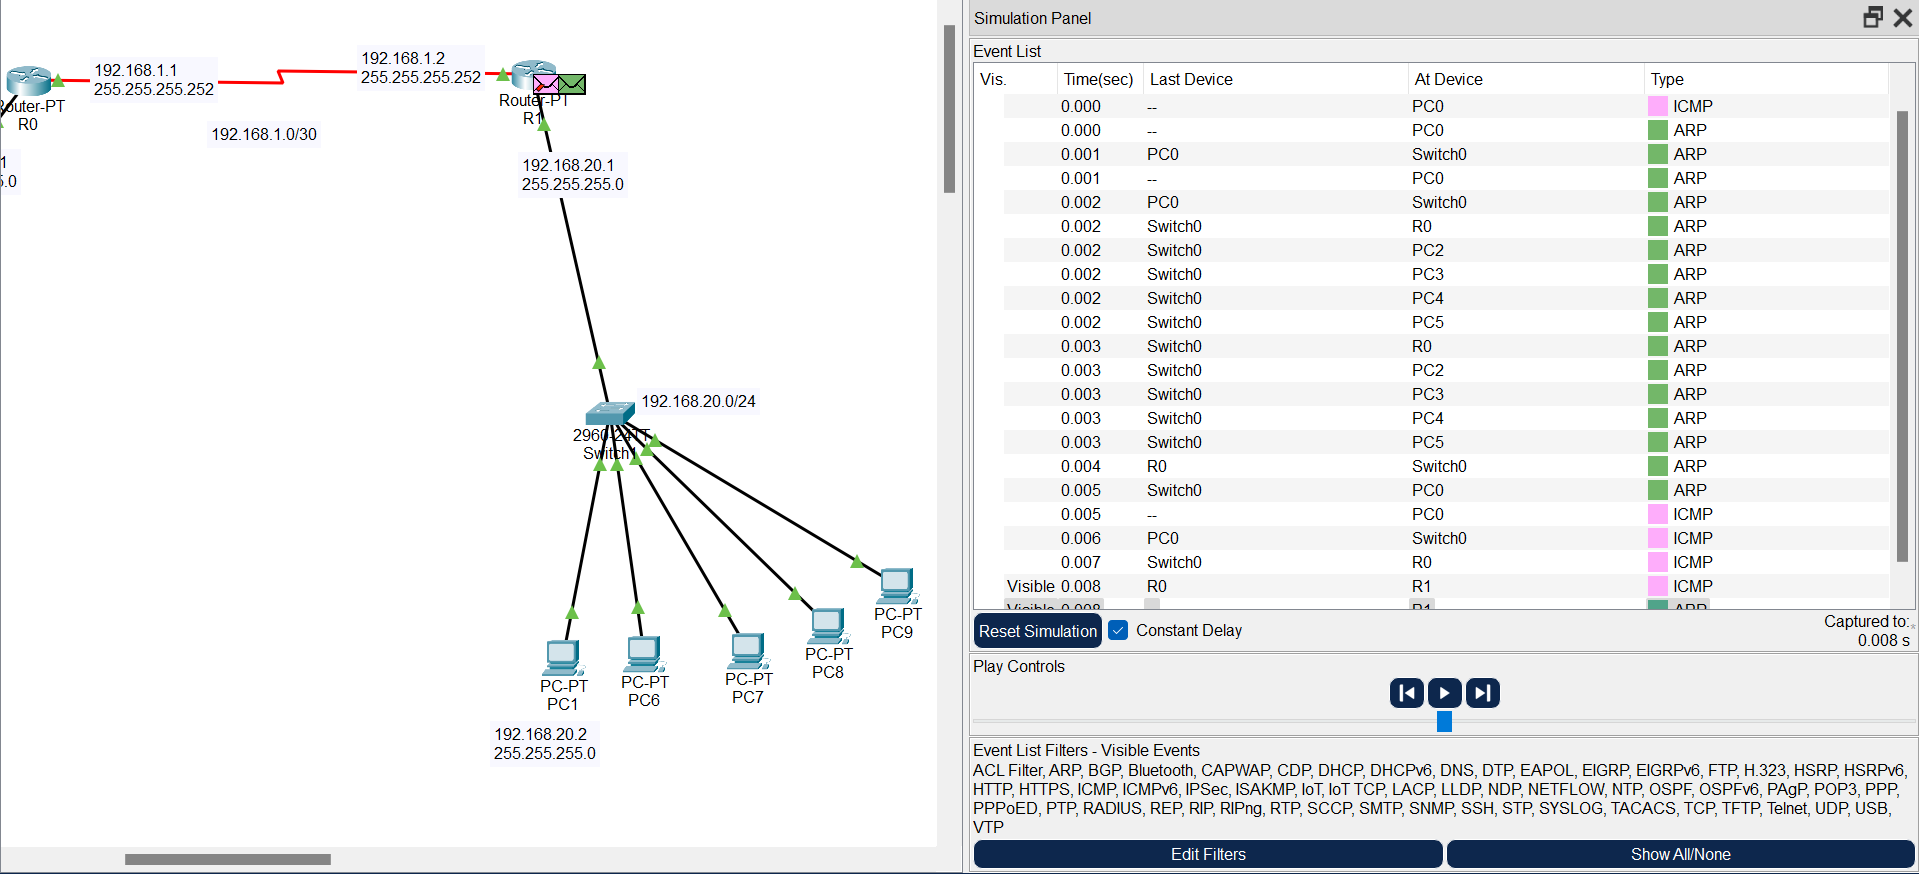 192.168.1.1
255.255.255.252
192.168.1.2
255.255.255.252
Router-PT
R0
Router-PT
R1
192.168.1.0/30
1
5.0
192.168.20.1
255.255.255.0
192.168.20.0/24
2960-24TT
Switch1
PC-PT
PC1
PC-PT
PC6
PC-PT
PC7
PC-PT
PC8
PC-PT
PC9
192.168.20.2
255.255.255.0
Simulation Panel
Event List
Vis. Time(sec) Last Device At Device Type
0.000 -- PC0 ICMP
0.000 -- PC0 ARP
0.001 PC0 Switch0 ARP
0.001 -- PC0 ARP
0.002 PC0 Switch0 ARP
0.002 Switch0 R0 ARP
0.002 Switch0 PC2 ARP
0.002 Switch0 PC3 ARP
0.002 Switch0 PC4 ARP
0.002 Switch0 PC5 ARP
0.003 Switch0 R0 ARP
0.003 Switch0 PC2 ARP
0.003 Switch0 PC3 ARP
0.003 Switch0 PC4 ARP
0.003 Switch0 PC5 ARP
0.004 R0 Switch0 ARP
0.005 Switch0 PC0 ARP
0.005 -- PC0 ICMP
0.006 PC0 Switch0 ICMP
0.007 Switch0 R0 ICMP
Visible 0.008 R0 R1 ICMP
Visible 0.008 R1 ARP
Reset Simulation Constant Delay
Captured to:
0.008 s
Play Controls
Event List Filters - Visible Events
ACL Filter, ARP, BGP, Bluetooth, CAPWAP, CDP, DHCP, DHCPv6, DNS, DTP, EAPOL, EIGRP, EIGRPv6, FTP, H.323, HSRP, HSRPv6,
HTTP, HTTPS, ICMP, ICMPv6, IPSec, ISAKMP, IoT, IoT TCP, LACP, LLDP, NDP, NETFLOW, NTP, OSPF, OSPFv6, PAgP, POP3, PPP,
PPPoED, PTP, RADIUS, REP, RIP, RIPng, RTP, SCCP, SMTP, SNMP, SSH, STP, SYSLOG, TACACS, TCP, TFTP, Telnet, UDP, USB,
VTP
Edit Filters Show All/None